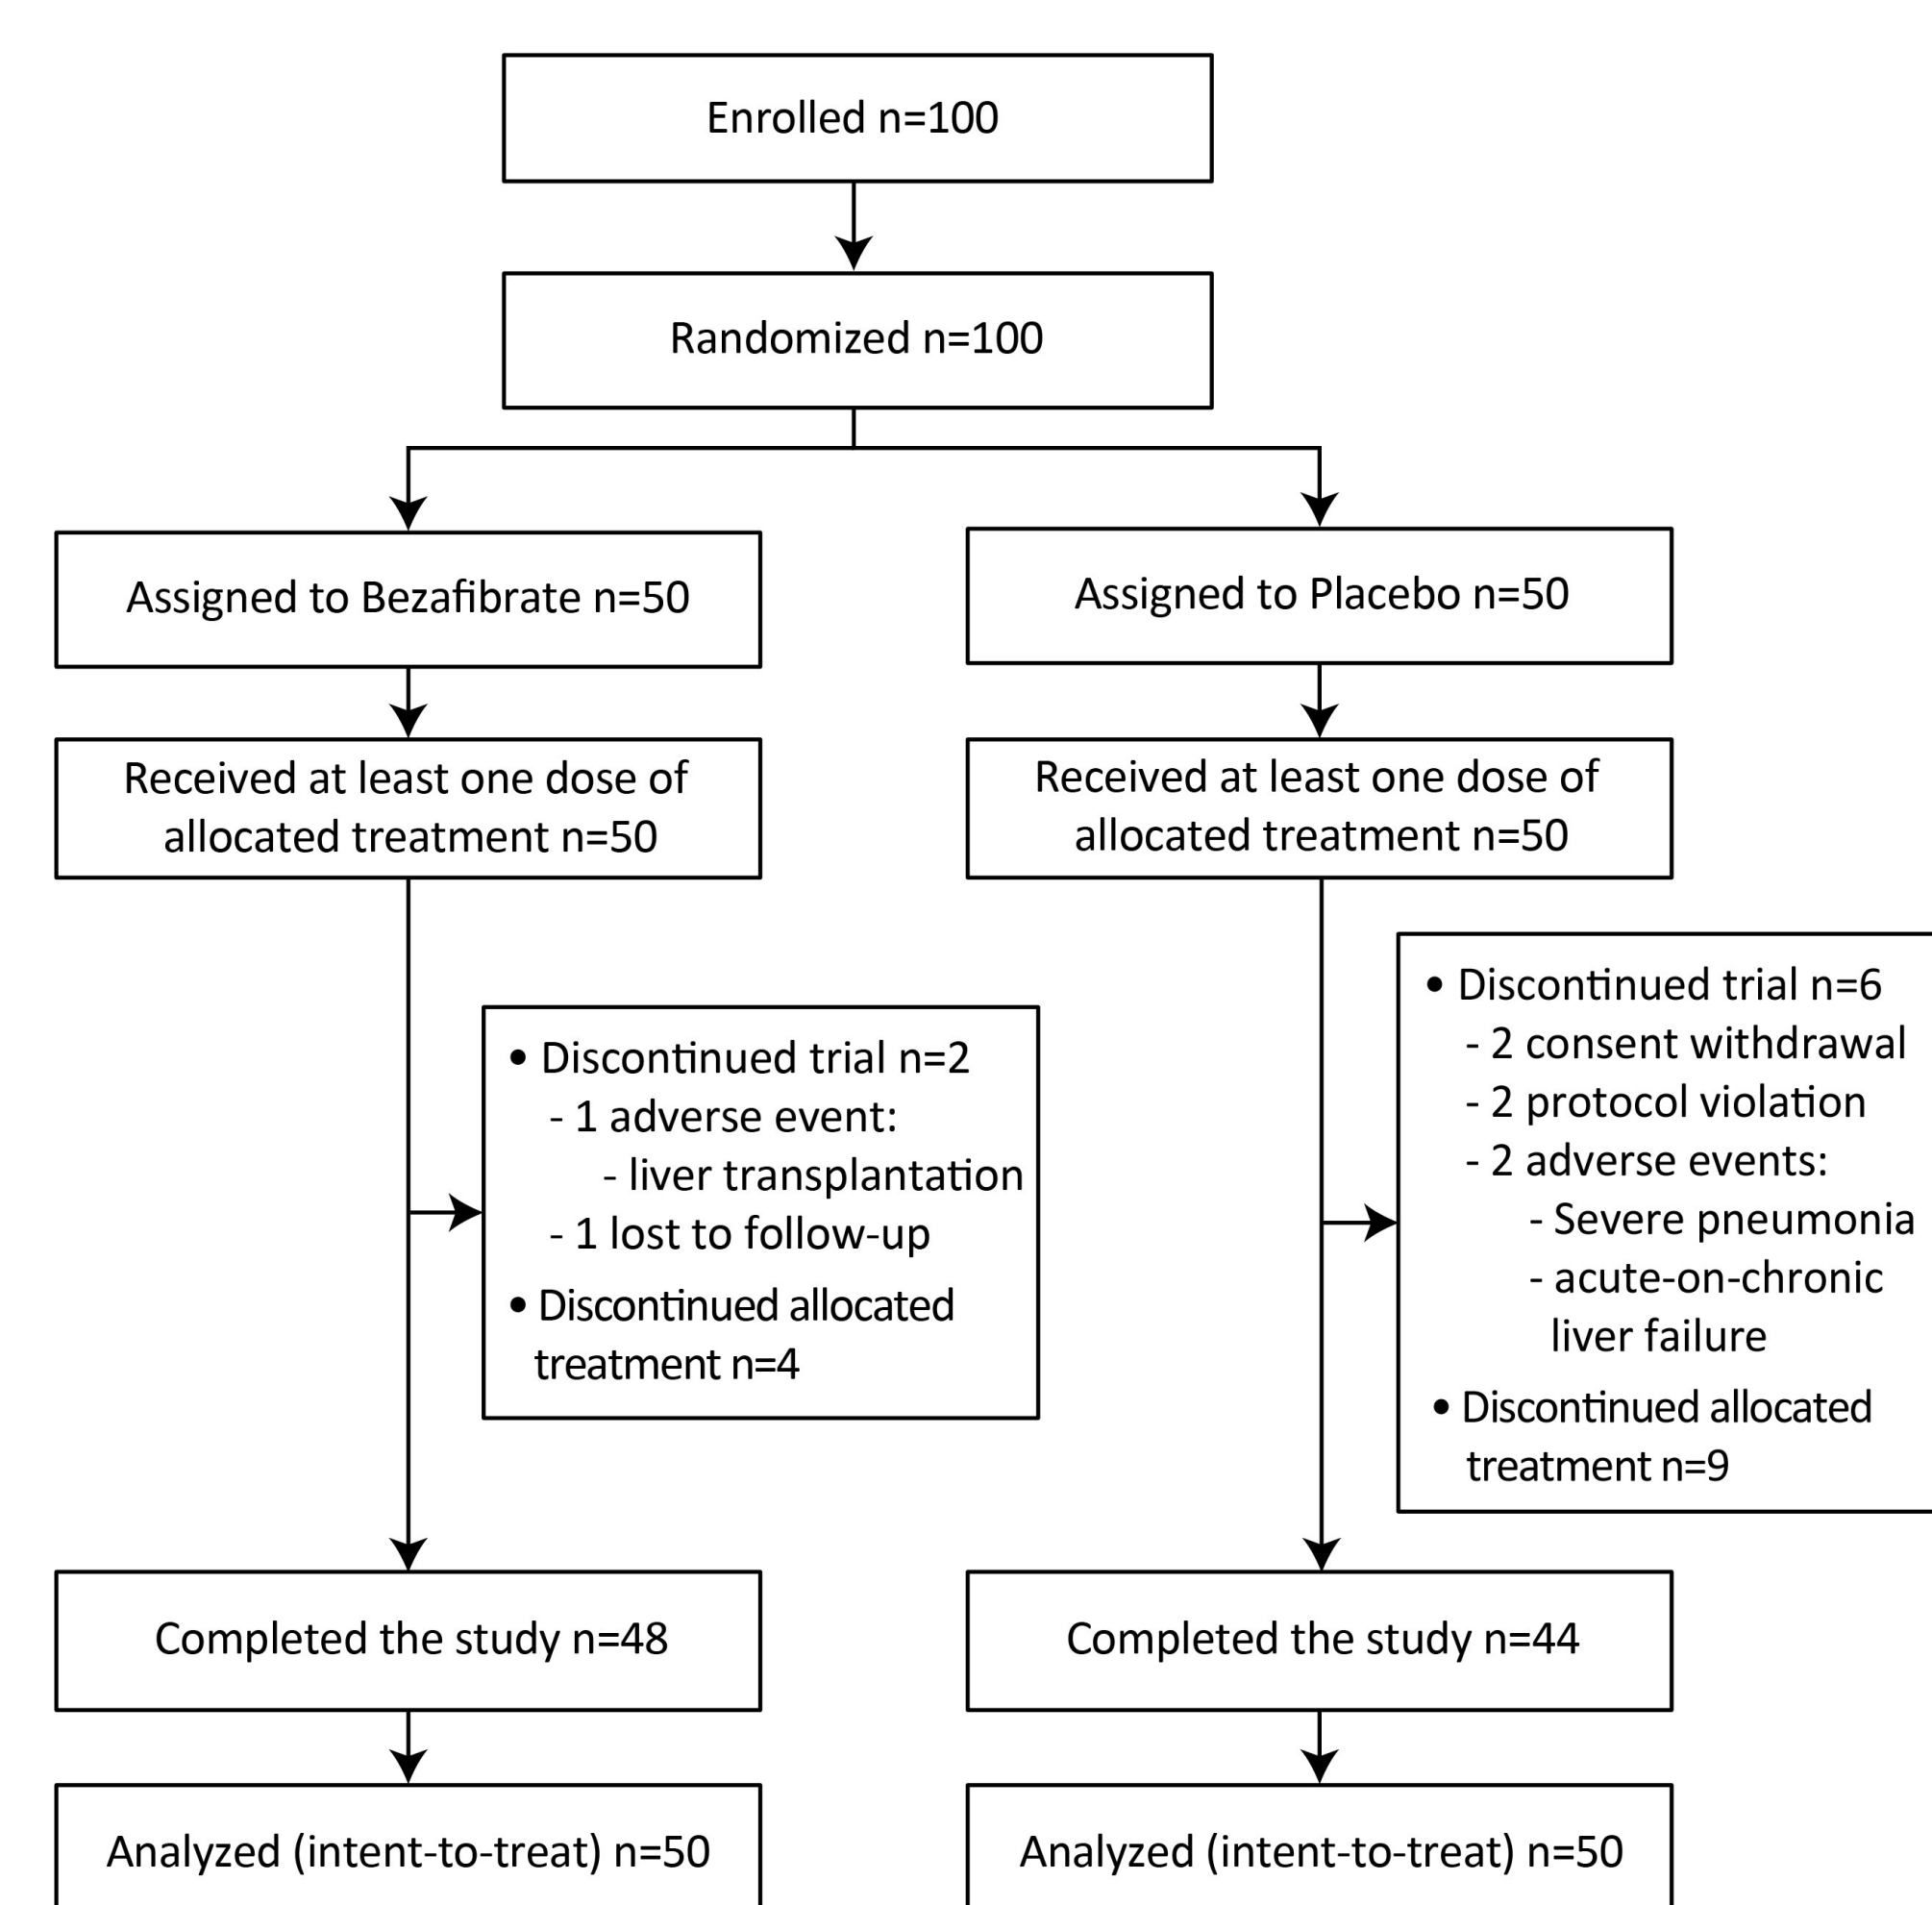 Enrolled n=100
Randomized n=100
Assigned to Bezafibrate n=50
Assigned to Placebo n=50
Received at least one dose of
allocated treatment n=50
Received at least one dose of
allocated treatment n=50
• Discontinued trial n=2
- 1 adverse event:
- liver transplantation
- 1 lost to follow-up
• Discontinued allocated
treatment n=4
• Discontinued trial n=6
- 2 consent withdrawal
- 2 protocol violation
- 2 adverse events:
- Severe pneumonia
- acute-on-chronic
liver failure
• Discontinued allocated
treatment n=9
Completed the study n=48
Completed the study n=44
Analyzed (intent-to-treat) n=50
Analyzed (intent-to-treat) n=50